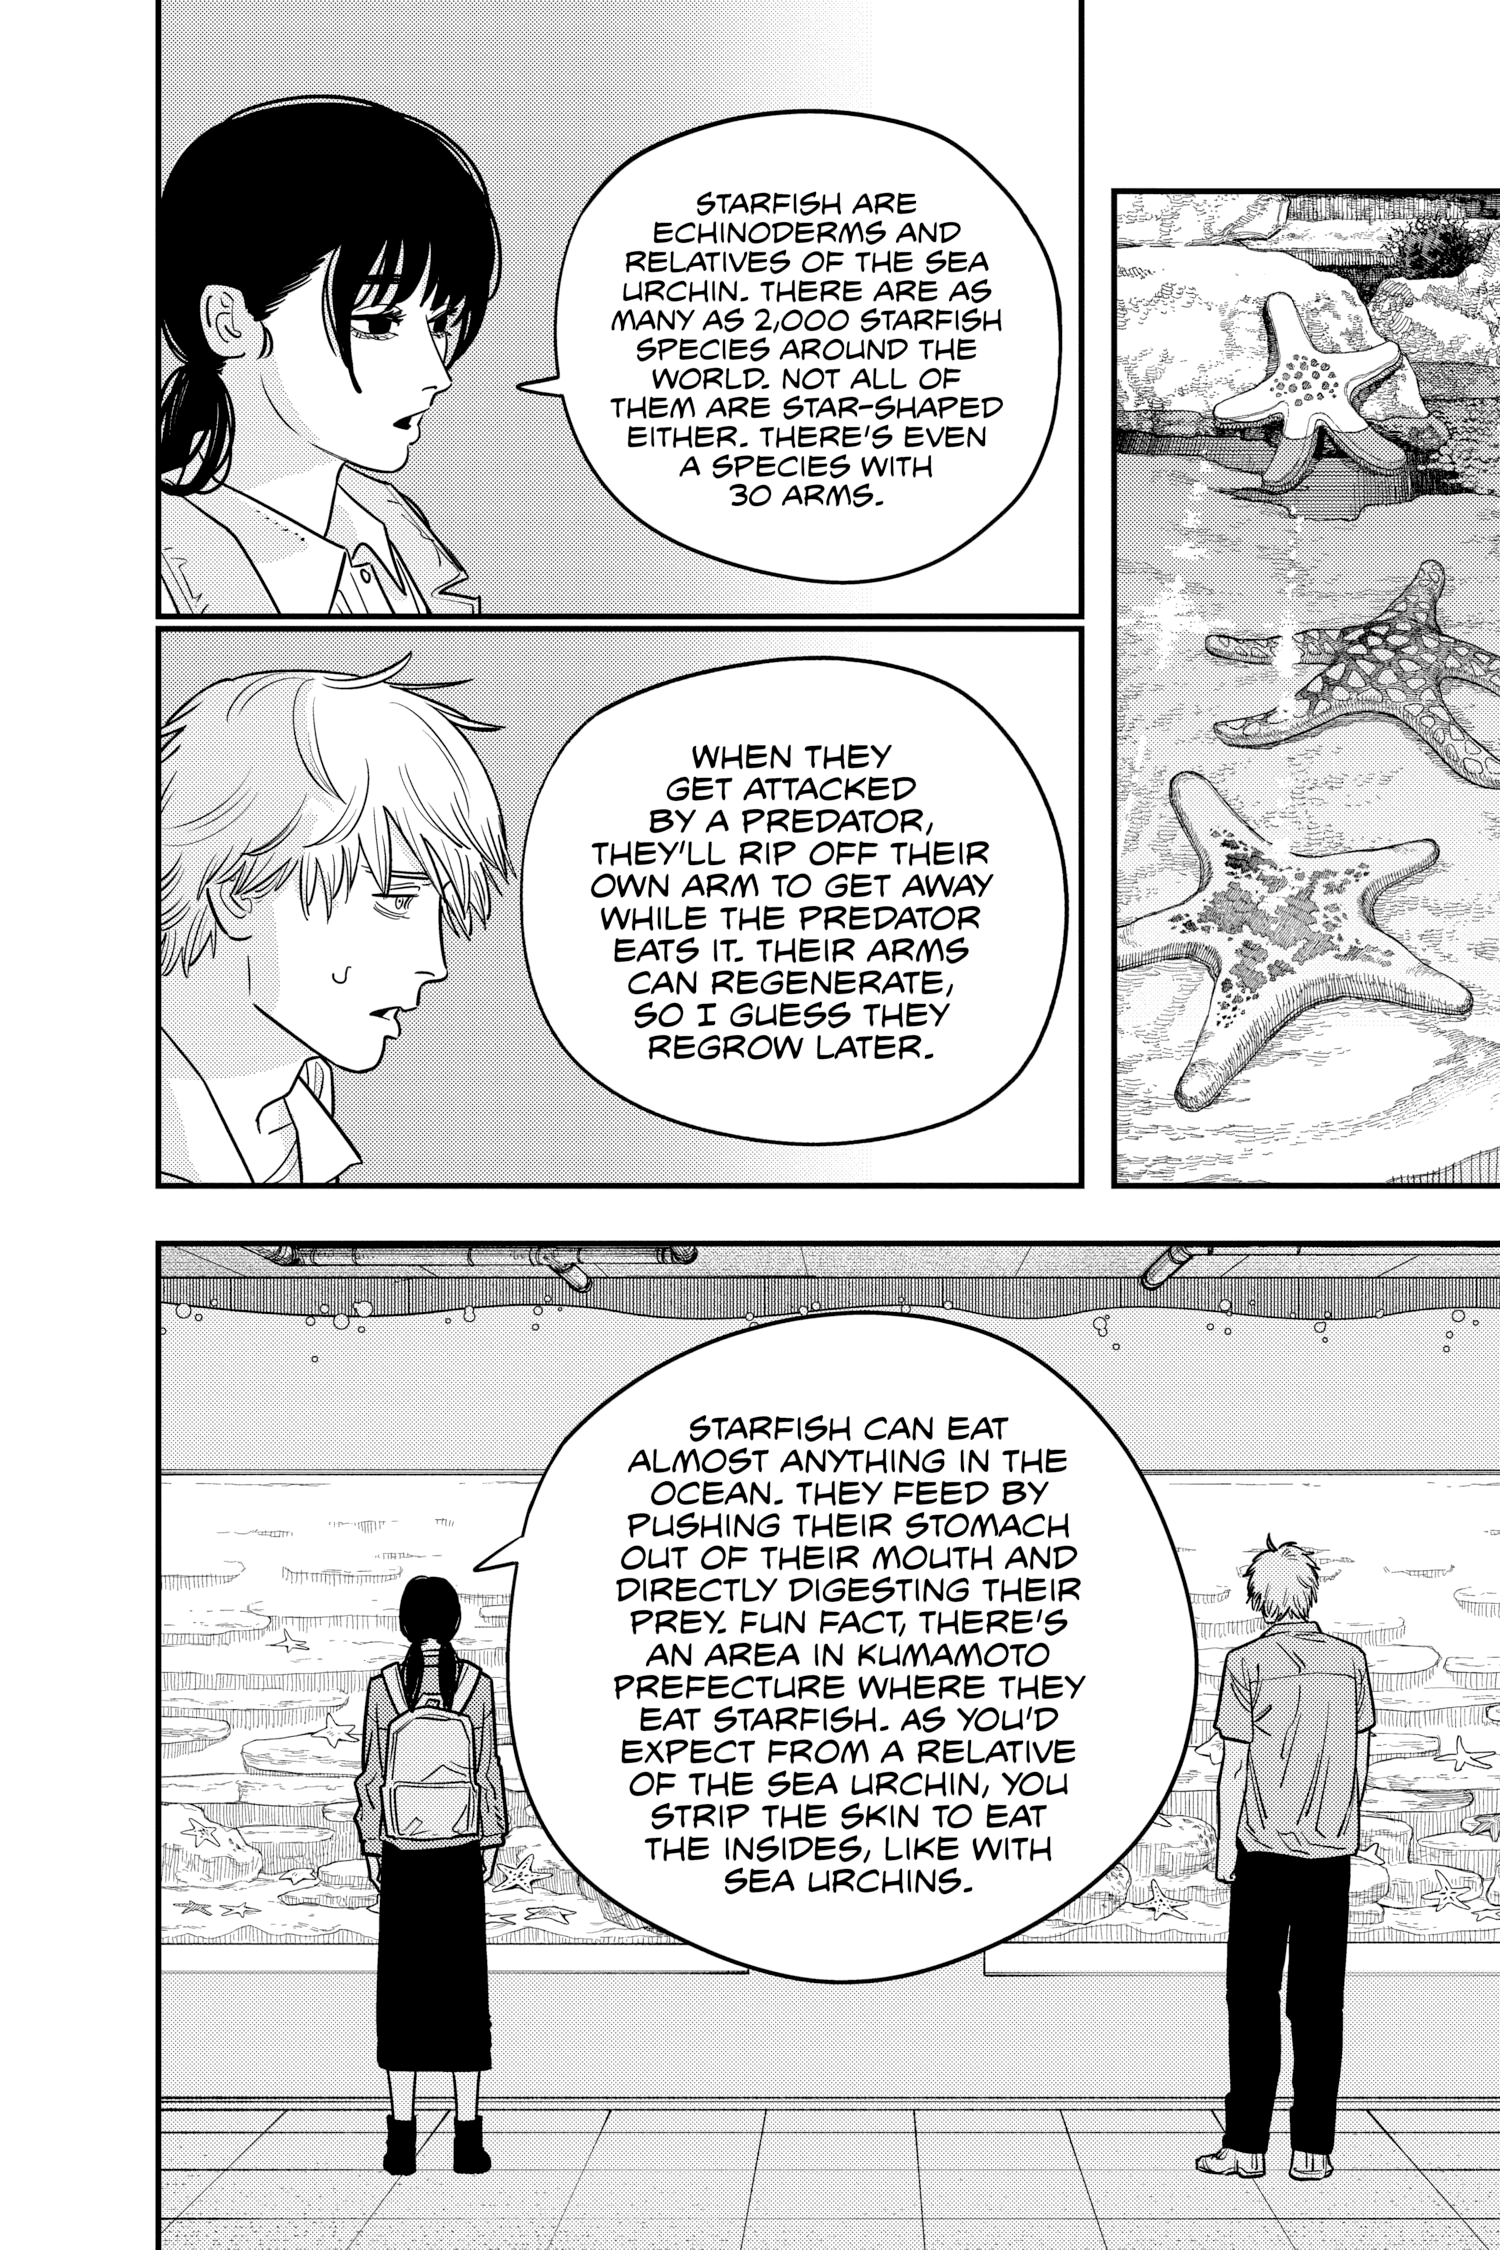 STARFISH ARE
ECHINODERMS AND
RELATIVES OF THE SEA
URCHIN. THERE ARE AS
MANY AS 2,000 STARFISH
SPECIES AROUND THE
WORLD. NOT ALL OF
THEM ARE STAR-SHAPED
EITHER. THERE'S EVEN
A SPECIES WITH
30 ARMS.
WHEN THEY
GET ATTACKED
BY A PREDATOR,
THEY'LL RIP OFF THEIR
OWN ARM TO GET AWAY
WHILE THE PREDATOR
EATS IT. THEIR ARMS
CAN REGENERATE,
SO I GUESS THEY
REGROW LATER.
STARFISH CAN EAT
ALMOST ANYTHING IN THE
OCEAN. THEY FEED BY
PUSHING THEIR STOMACH
OUT OF THEIR MOUTH AND
DIRECTLY DIGESTING THEIR
PREY. FUN FACT, THERE'S
AN AREA IN KUMAMOTO
PREFECTURE WHERE THEY
EAT STARFISH. AS YOU'D
EXPECT FROM A RELATIVE
OF THE SEA URCHIN, YOU
STRIP THE SKIN TO EAT
THE INSIDES, LIKE WITH
SEA URCHINS.